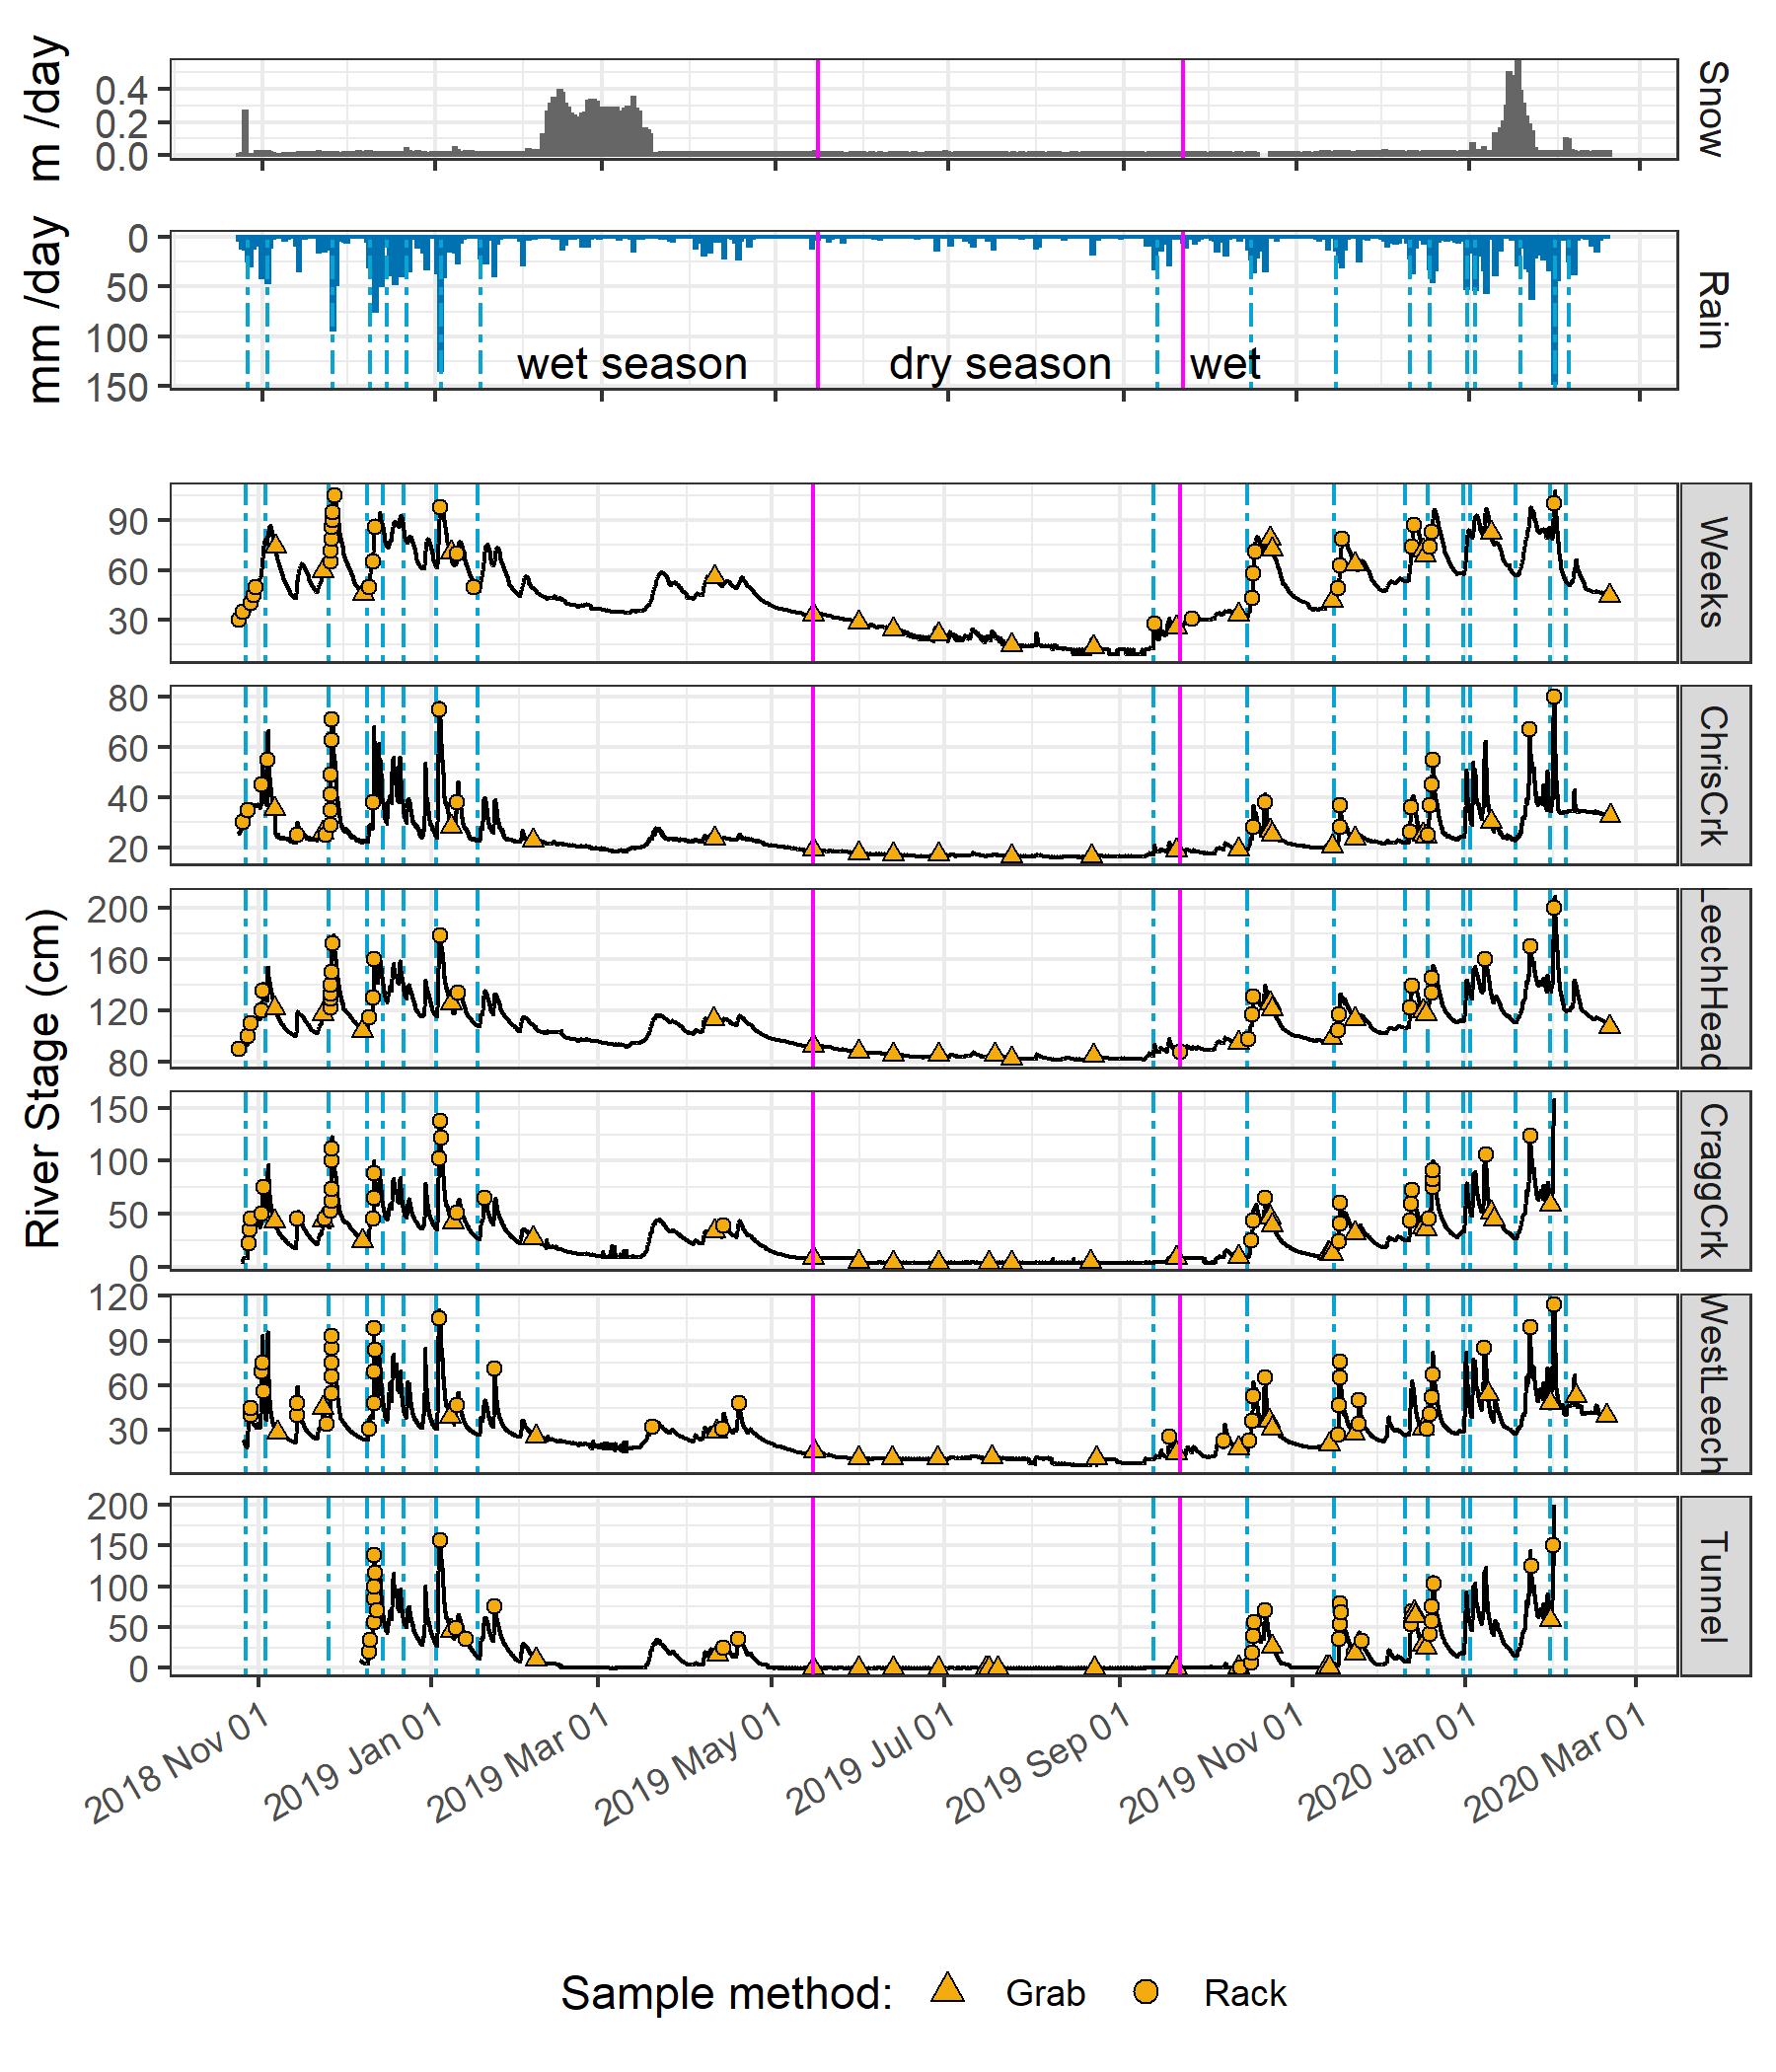 m /day
0.4
0.2
0.0
Snow
mm /day
0
50
100
150
wet season
dry season
wet
Rain
River Stage (cm)
90
60
30
Weeks
80
60
40
20
ChrisCrk
200
160
120
80
LeechHead
150
100
50
0
CraggCrk
120
90
60
30
WestLeech
200
150
100
50
0
Tunnel
2018 Nov 01
2019 Jan 01
2019 Mar 01
2019 May 01
2019 Jul 01
2019 Sep 01
2019 Nov 01
2020 Jan 01
2020 Mar 01
Sample method:
Grab
Rack